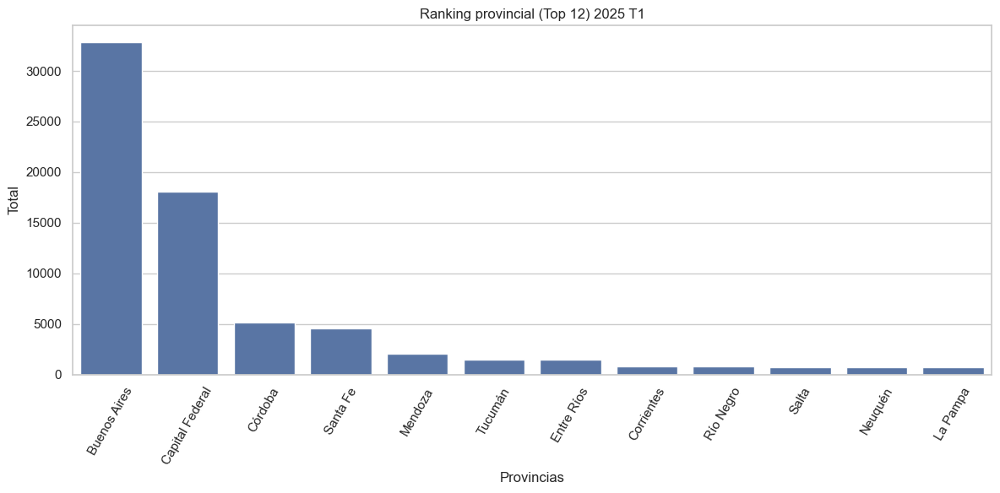 Ranking provincial (Top 12) 2025 T1
Total
30000
25000
20000
15000
10000
5000
0
Buenos Aires
Capital Federal
Córdoba
Santa Fe
Mendoza
Tucumán
Entre Ríos
Corrientes
Río Negro
Salta
Neuquén
La Pampa
Provincias